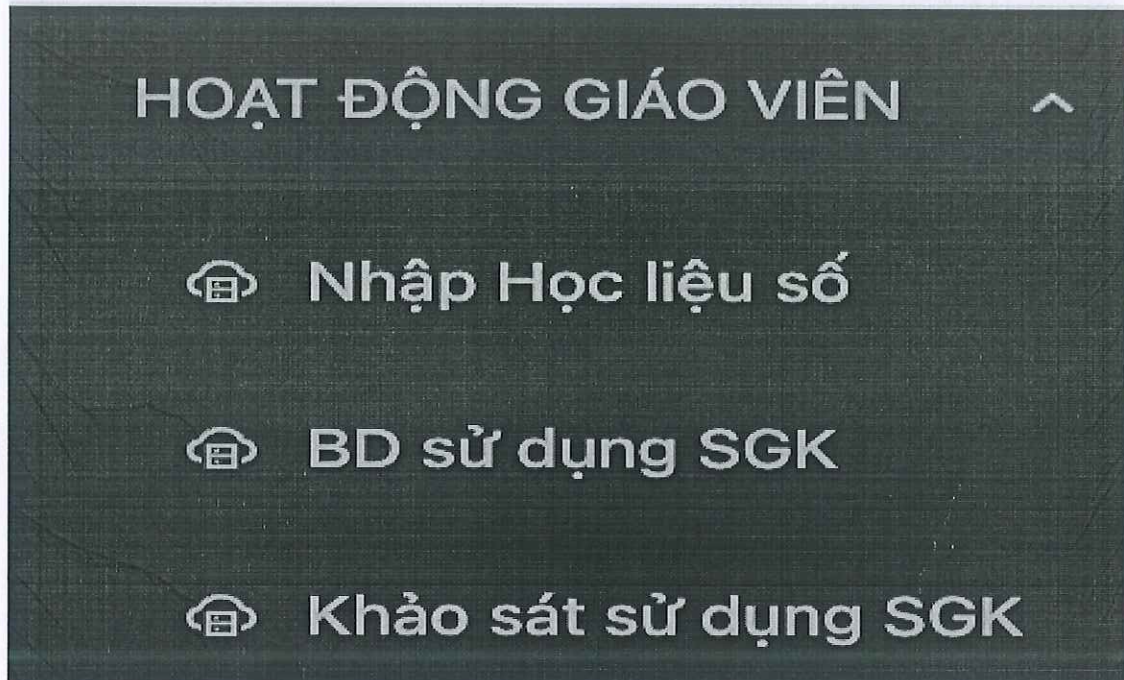 HOẠT ĐỘNG GIÁO VIÊN
Nhập Học liệu số
BD sử dụng SGK
Khảo sát sử dụng SGK